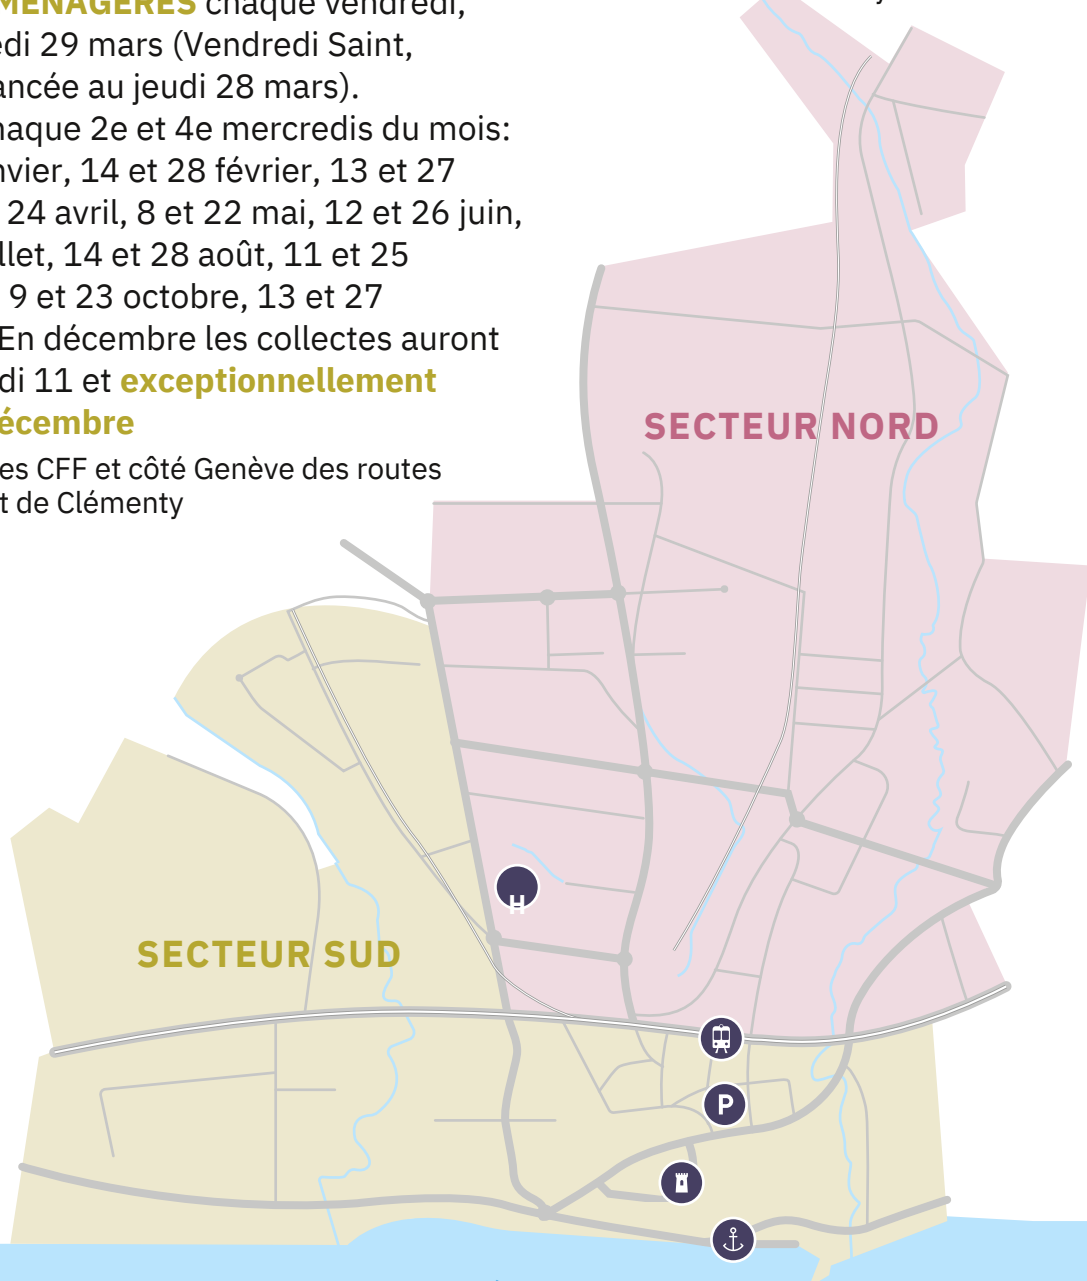 MÉNAGÈRES chaque vendredi,
edi 29 mars (Vendredi Saint,
ancée au jeudi 28 mars).
haque 2e et 4e mercredis du mois:
nvier, 14 et 28 février, 13 et 27
24 avril, 8 et 22 mai, 12 et 26 juin,
llet, 14 et 28 août, 11 et 25
9 et 23 octobre, 13 et 27
En décembre les collectes auront
di 11 et exceptionnellement
écembre
es CFF et côté Genève des routes
t de Clémenty
SECTEUR NORD
H
SECTEUR SUD
P